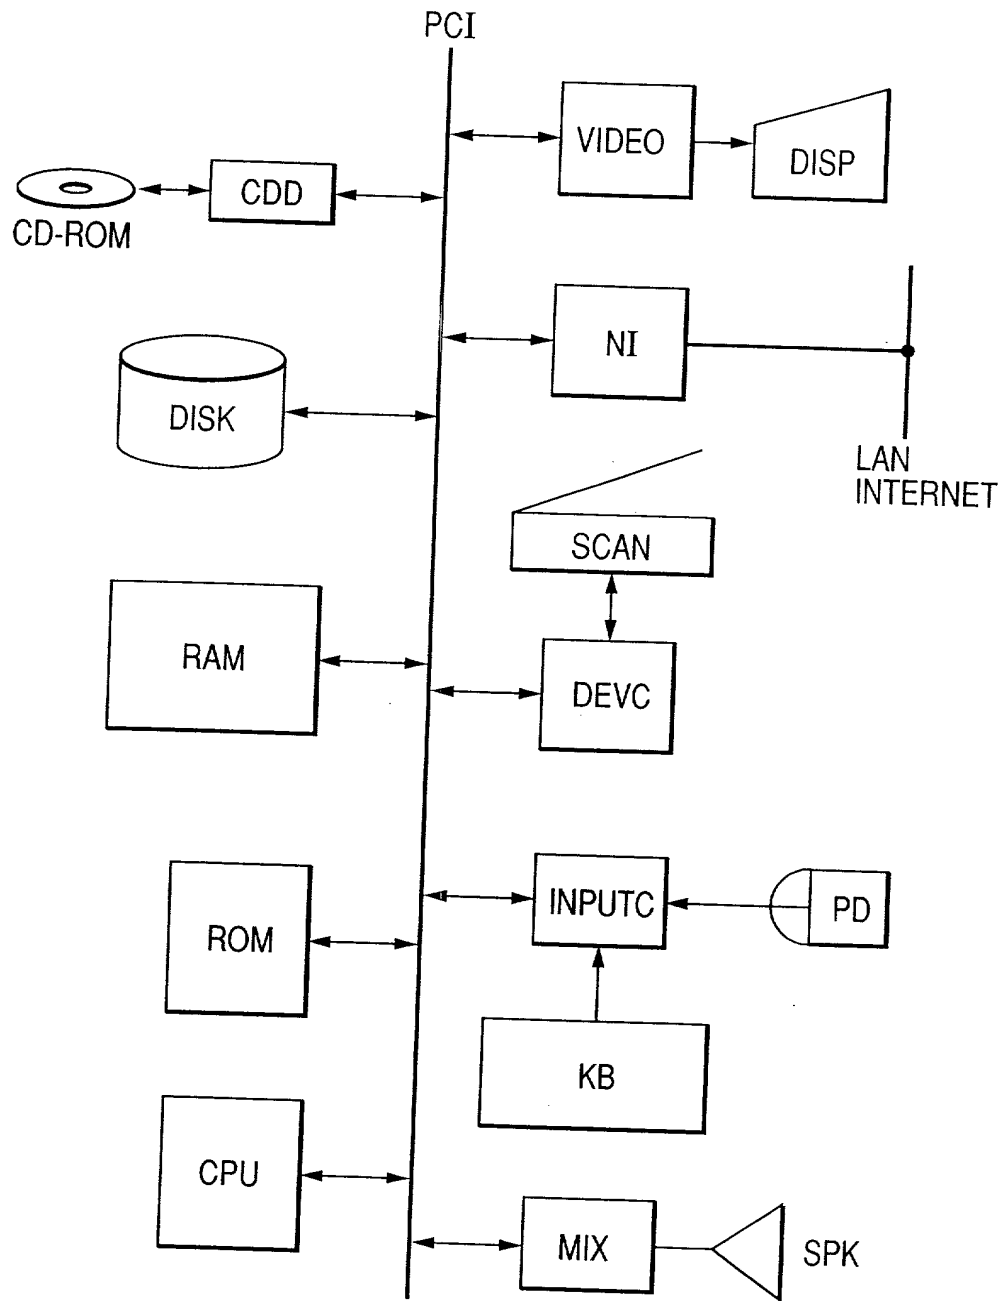 PCI
VIDEO
DISP
CDD
CD-ROM
NI
DISK
LAN
INTERNET
SCAN
RAM
DEVC
INPUTC
PD
ROM
KB
CPU
MIX
SPK